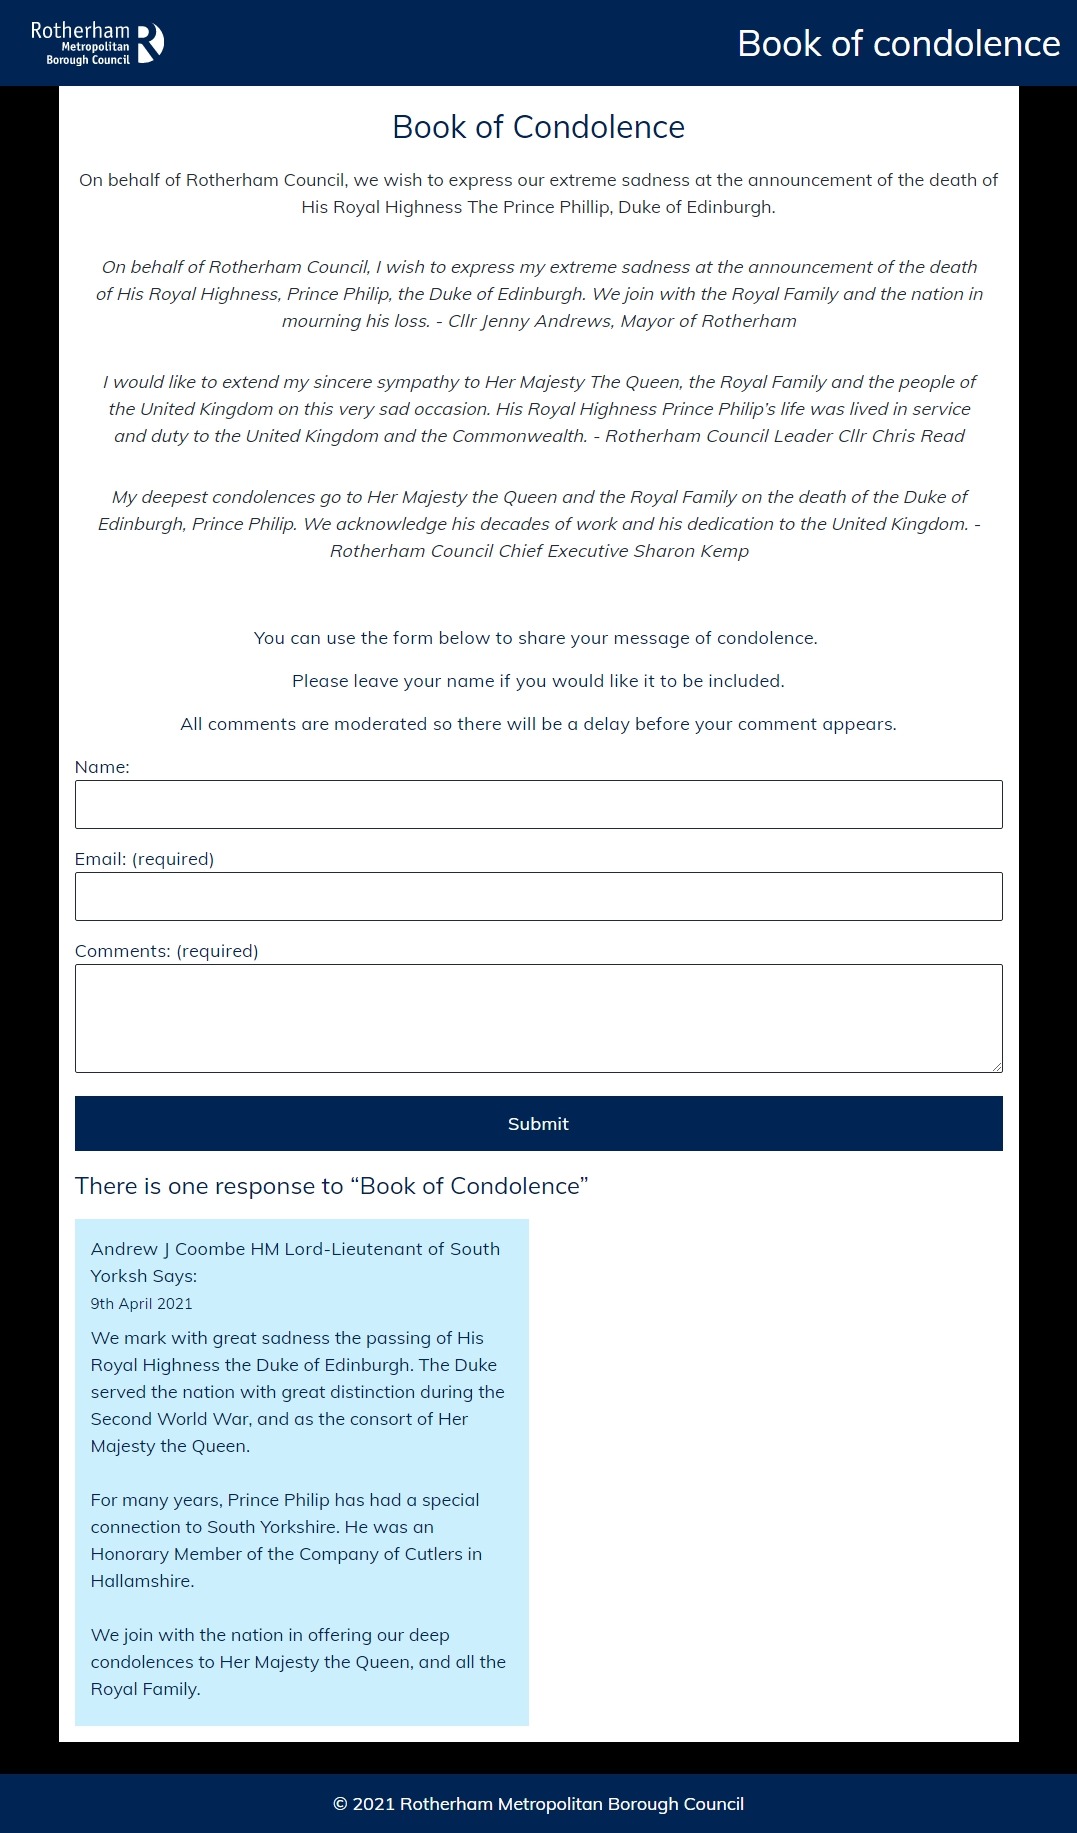 Rotherham
Metropolitan
Borough Council
Book of condolence
Book of Condolence
On behalf of Rotherham Council, we wish to express our extreme sadness at the announcement of the death of
His Royal Highness The Prince Phillip, Duke of Edinburgh.
On behalf of Rotherham Council, I wish to express my extreme sadness at the announcement of the death
of His Royal Highness, Prince Philip, the Duke of Edinburgh. We join with the Royal Family and the nation in
mourning his loss. - Cllr Jenny Andrews, Mayor of Rotherham
I would like to extend my sincere sympathy to Her Majesty The Queen, the Royal Family and the people of
the United Kingdom on this very sad occasion. His Royal Highness Prince Philip’s life was lived in service
and duty to the United Kingdom and the Commonwealth. - Rotherham Council Leader Cllr Chris Read
My deepest condolences go to Her Majesty the Queen and the Royal Family on the death of the Duke of
Edinburgh, Prince Philip. We acknowledge his decades of work and his dedication to the United Kingdom. -
Rotherham Council Chief Executive Sharon Kemp
You can use the form below to share your message of condolence.
Please leave your name if you would like it to be included.
All comments are moderated so there will be a delay before your comment appears.
Name:
Email: (required)
Comments: (required)
Submit
There is one response to “Book of Condolence”
Andrew J Coombe HM Lord-Lieutenant of South
Yorksh Says:
9th April 2021
We mark with great sadness the passing of His
Royal Highness the Duke of Edinburgh. The Duke
served the nation with great distinction during the
Second World War, and as the consort of Her
Majesty the Queen.
For many years, Prince Philip has had a special
connection to South Yorkshire. He was an
Honorary Member of the Company of Cutlers in
Hallamshire.
We join with the nation in offering our deep
condolences to Her Majesty the Queen, and all the
Royal Family.
© 2021 Rotherham Metropolitan Borough Council